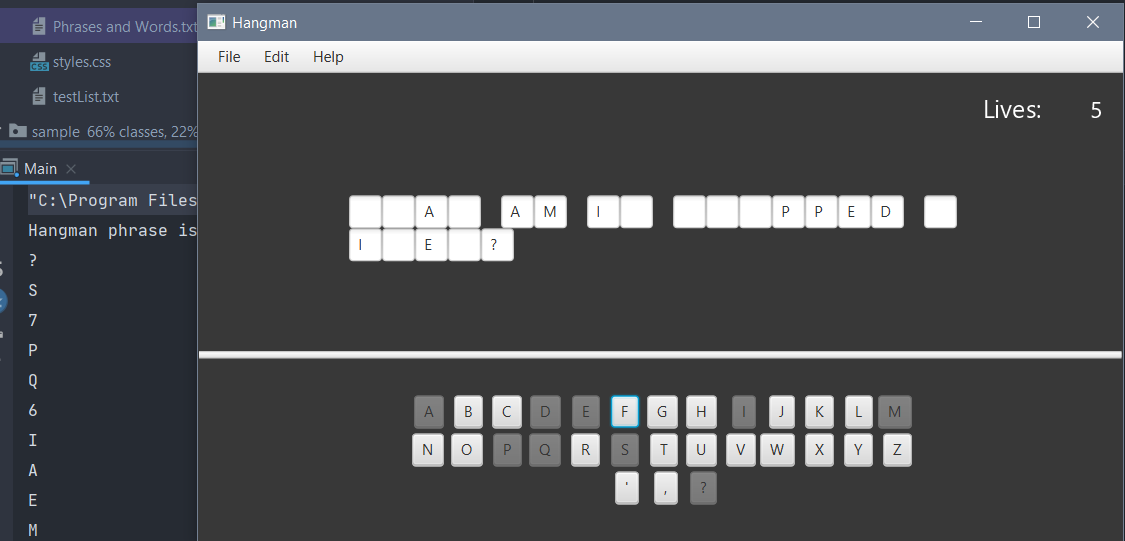 Phrases and Words.txt
styles.css
testList.txt
sample 66% classes, 22%
Main
"C:\Program Files
Hangman phrase is
?
S
7
P
Q
6
I
A
E
M
Hangman
File Edit Help
Lives: 5
A A M I P P E D
I E ?
A B C D E F G H I J K L M
N O P Q R S T U V W X Y Z
' , ?